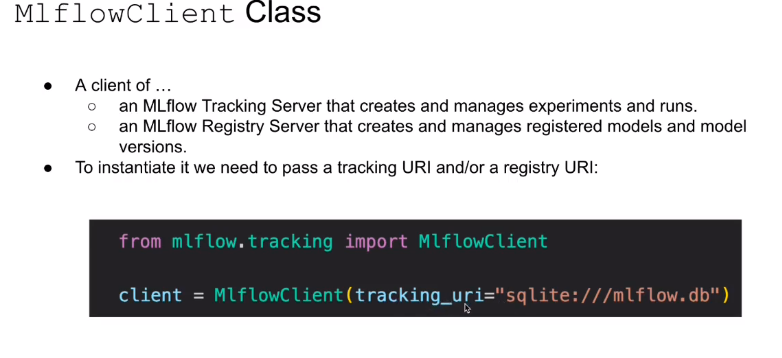 MlflowClient Class
● A client of …
○ an MLflow Tracking Server that creates and manages experiments and runs.
○ an MLflow Registry Server that creates and manages registered models and model
versions.
● To instantiate it we need to pass a tracking URI and/or a registry URI:
from mlflow.tracking import MlflowClient
client = MlflowClient(tracking_uri="sqlite:///mlflow.db")